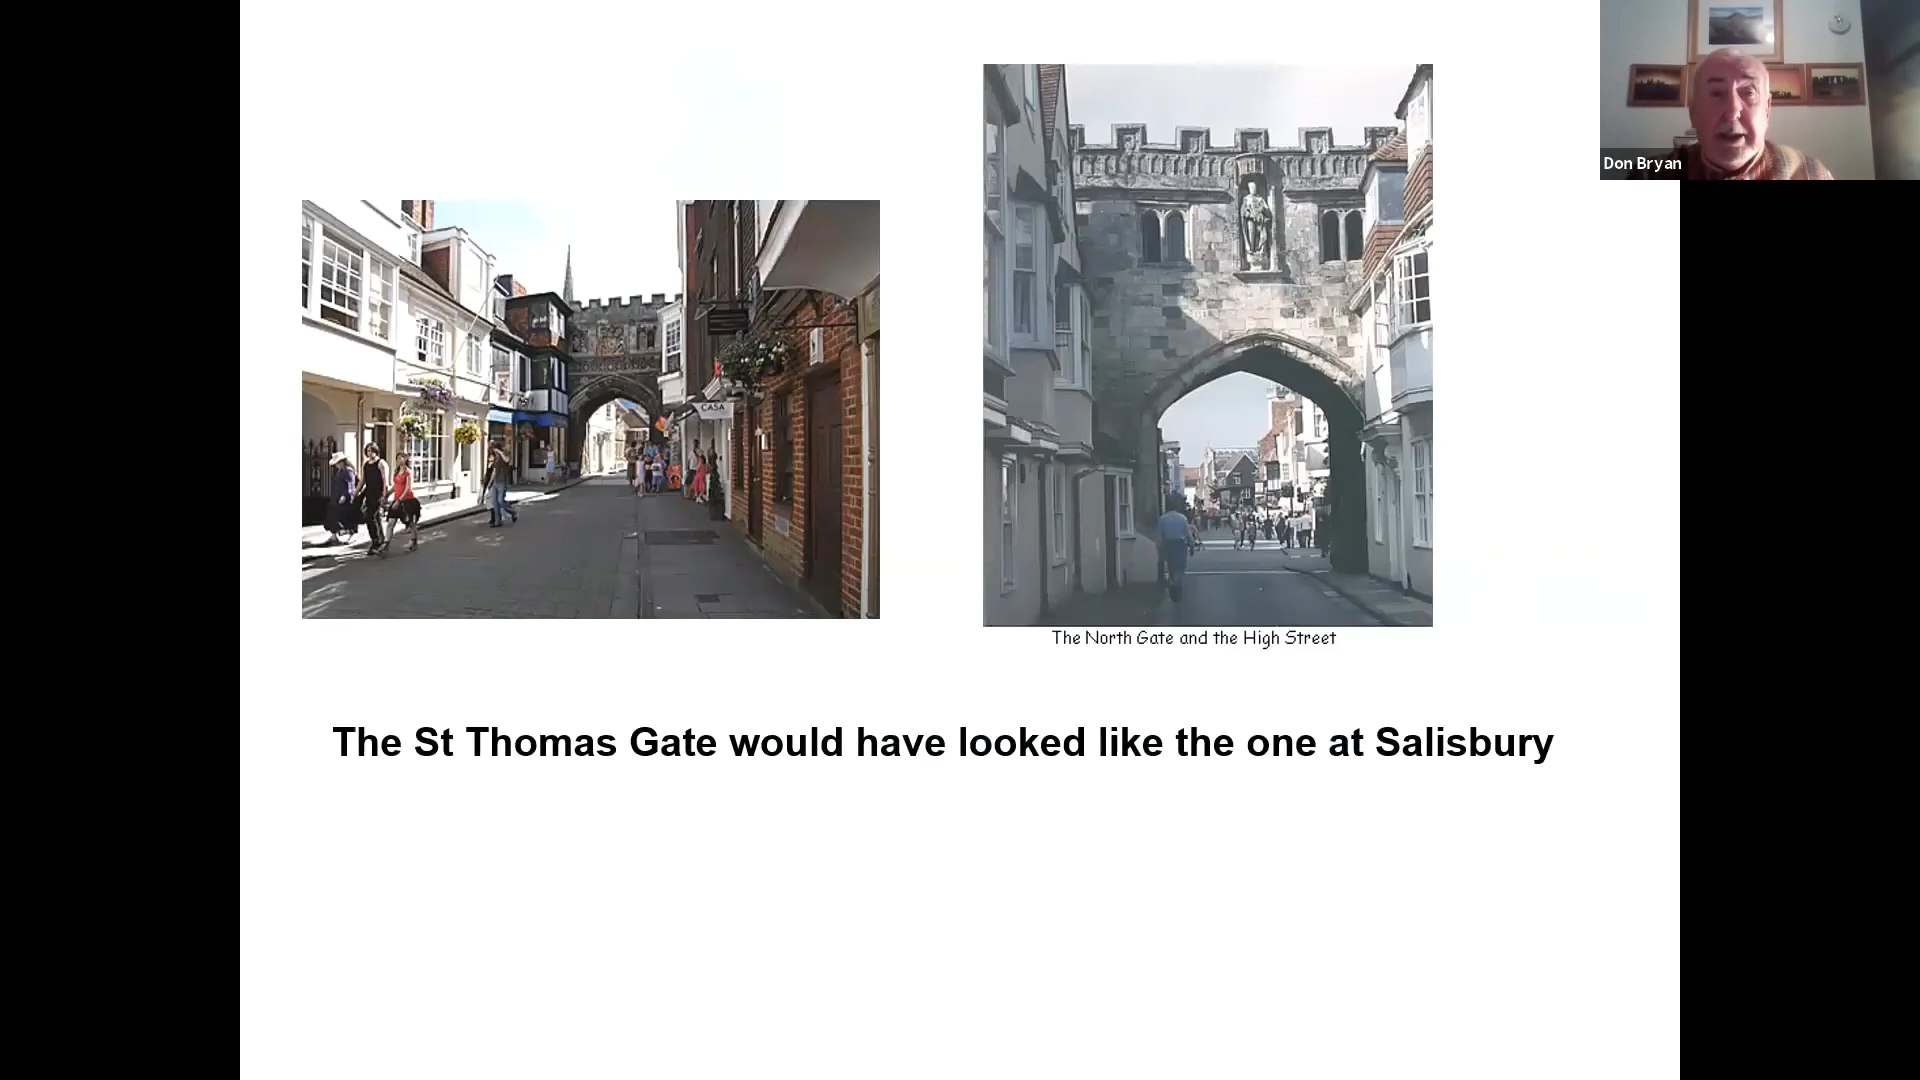 Don Bryan
CASA
The North Gate and the High Street
The St Thomas Gate would have looked like the one at Salisbury